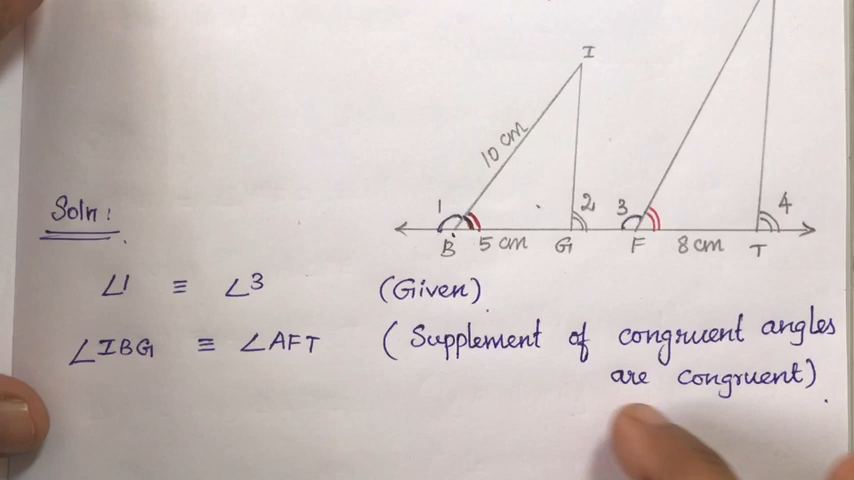 I
10 cm
1 2 3 4
B 5 cm G F 8 cm T
Soln:
∠1 ≡ ∠3 (Given)
∠IBG ≡ ∠AFT (Supplement of congruent angles
are congruent).